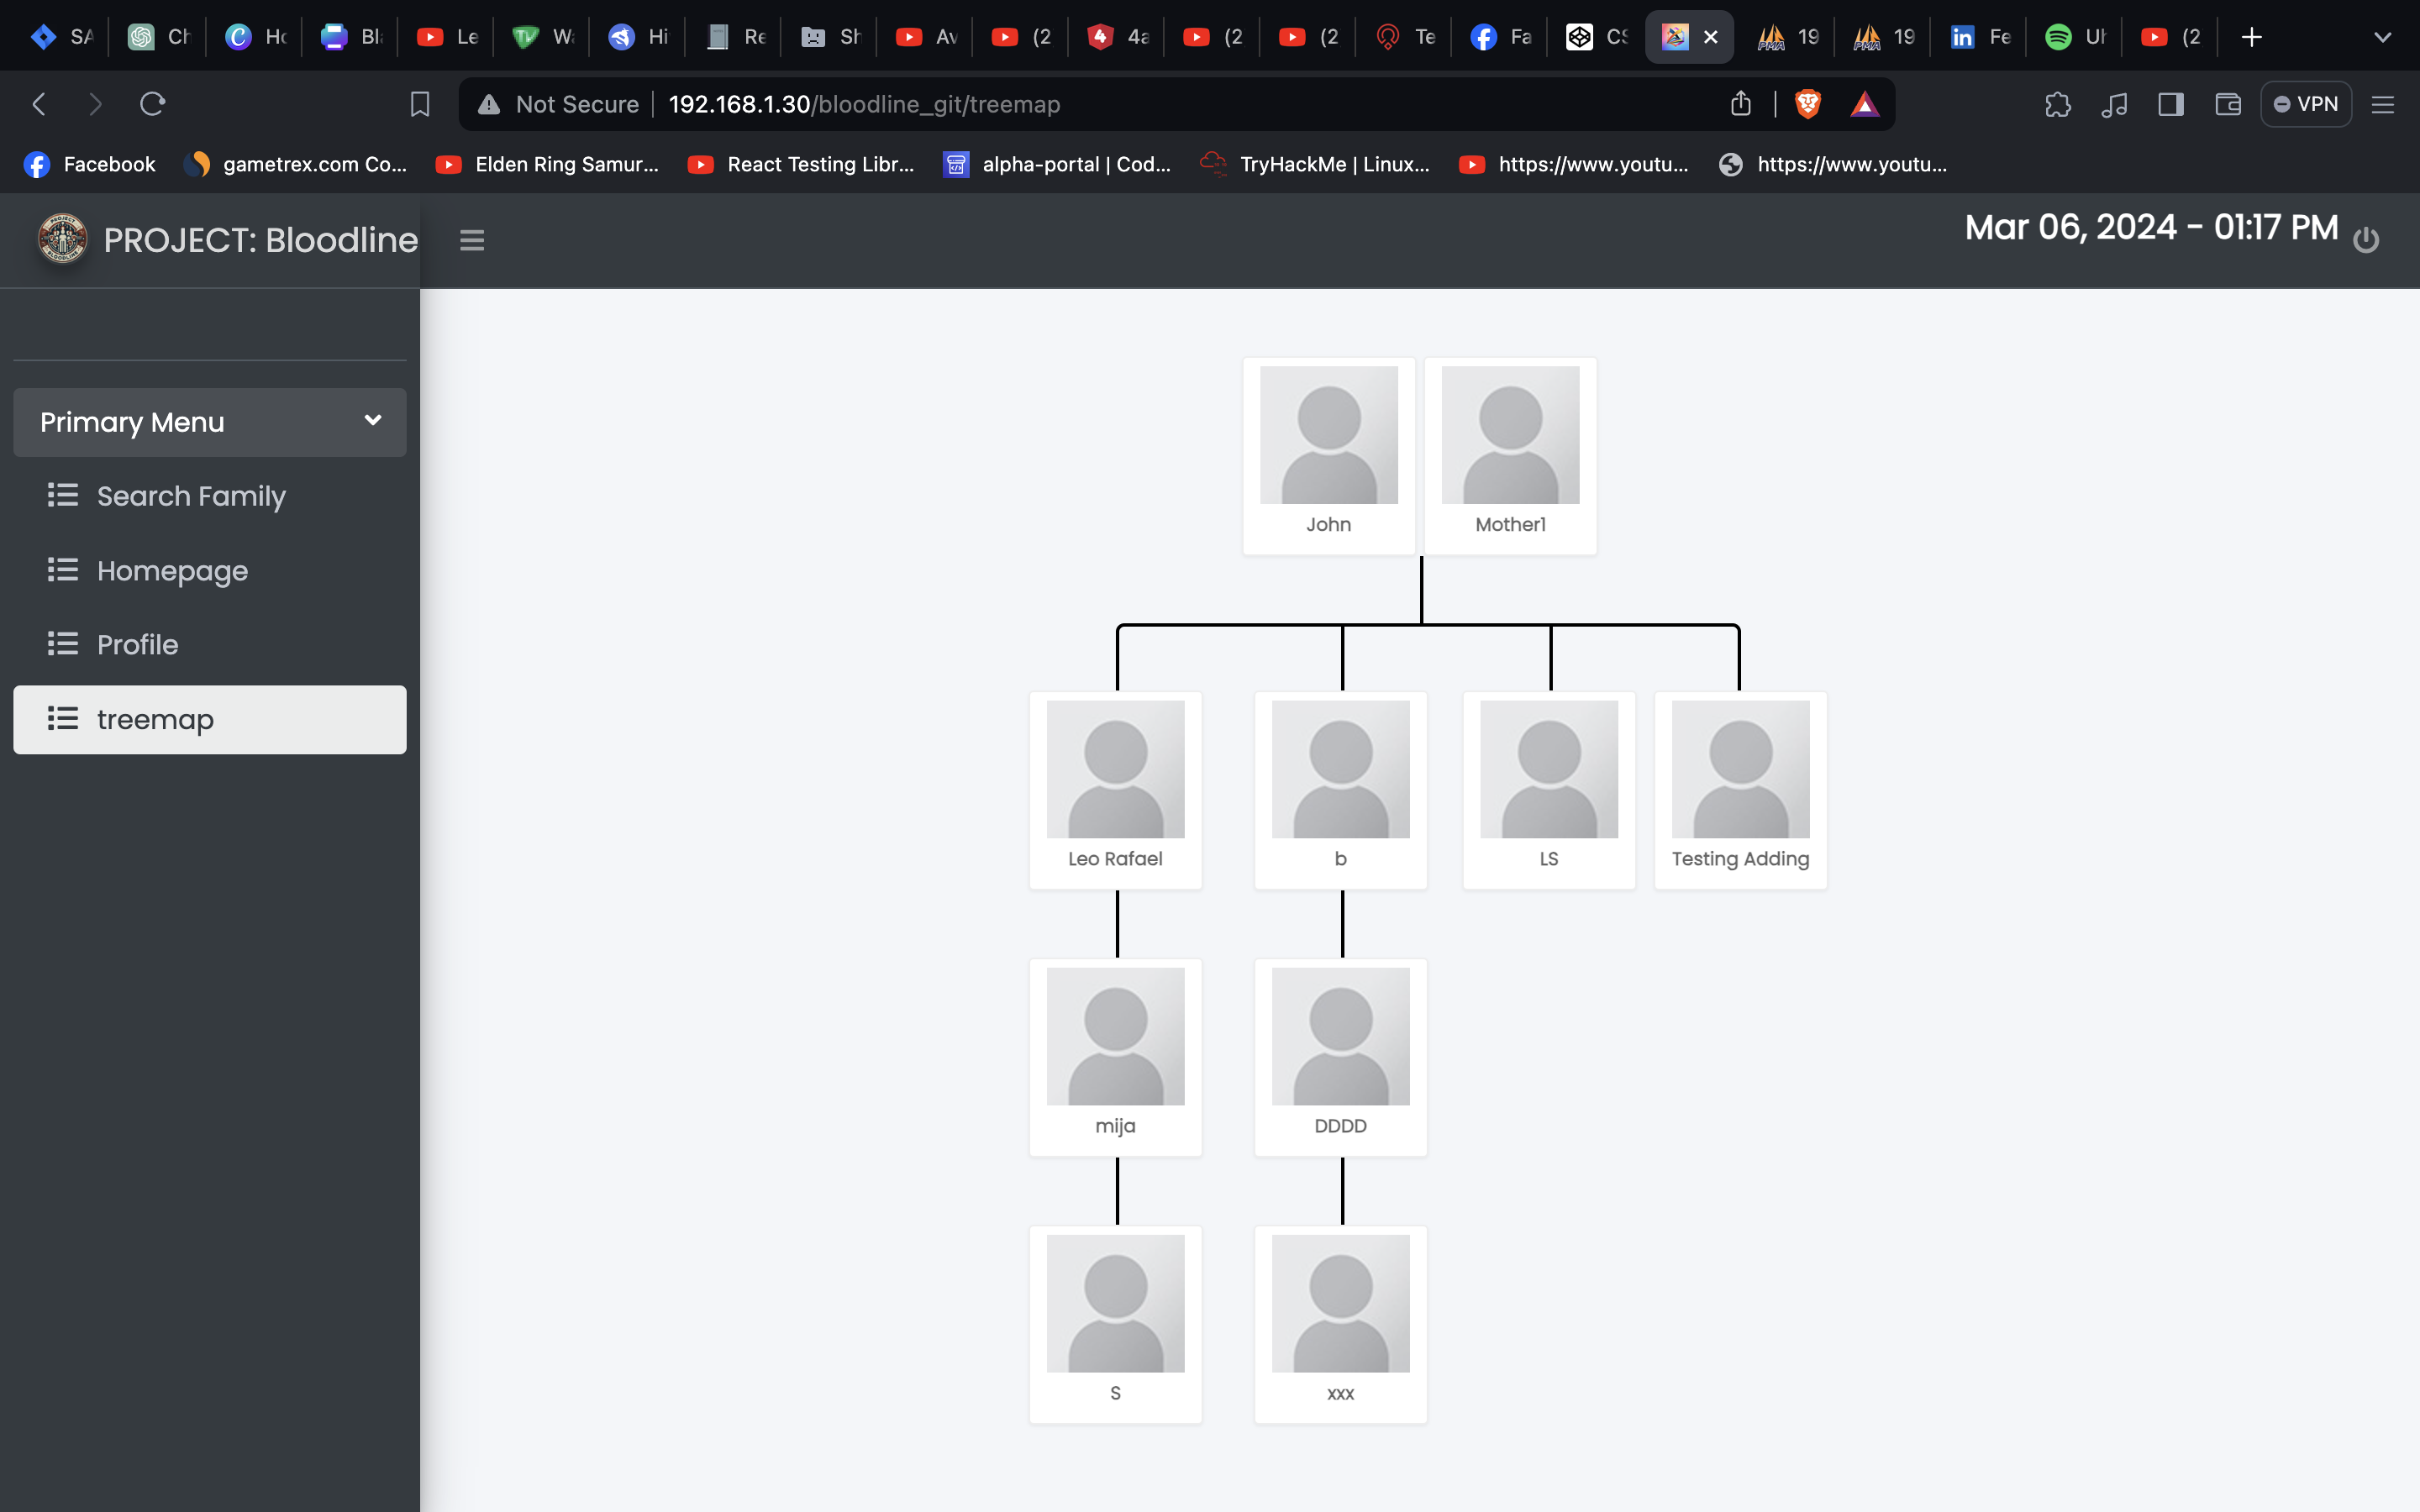 SA Ch Ho Bl Le W Hi Re Sh Av (2 4a (2 (2 Te Fa CS 19 19 Fe (2
Not Secure 192.168.1.30/bloodline_git/treemap VPN
Facebook gametrex.com Co... Elden Ring Samur... React Testing Libr... alpha-portal | Cod... TryHackMe | Linux... https://www.youtu... https://www.youtu...
PROJECT: Bloodline Mar 06, 2024 - 01:17 PM
Primary Menu
Search Family
Homepage
Profile
treemap
John Mother1
Leo Rafael b LS Testing Adding
mija DDDD
S xxx